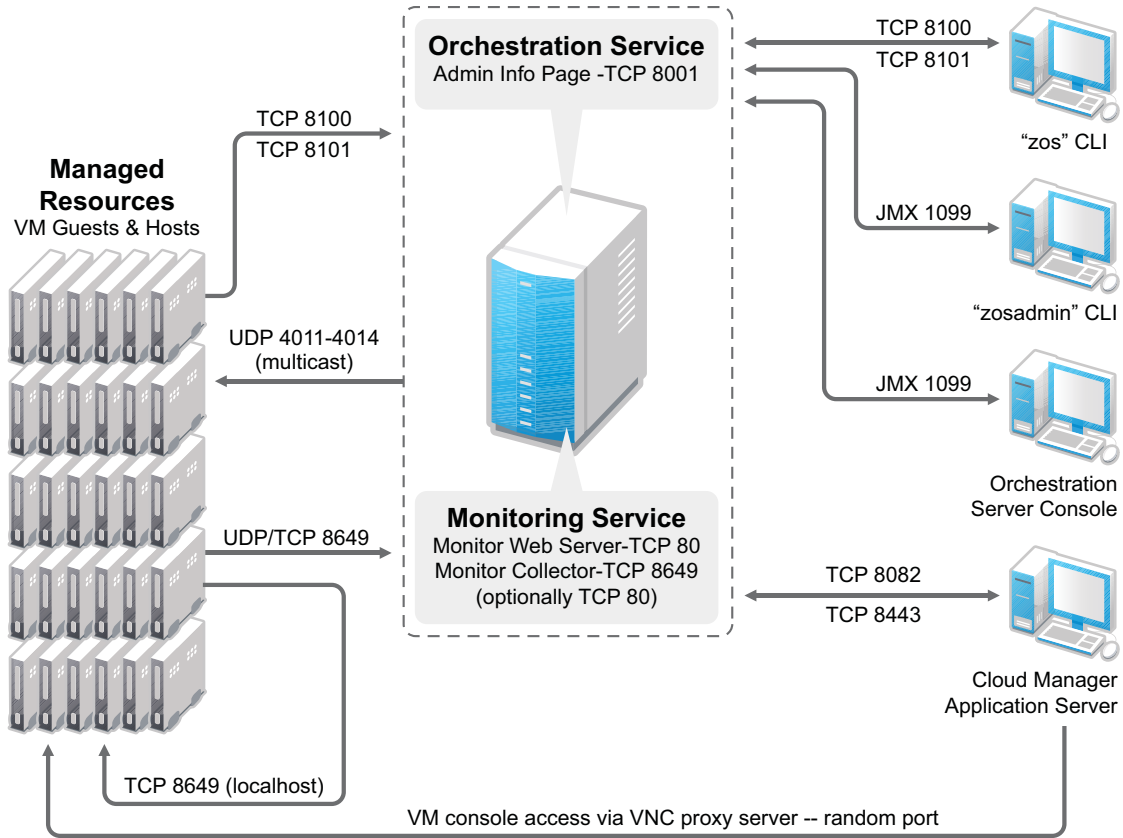 Orchestration Service
Admin Info Page -TCP 8001
TCP 8100
TCP 8101
“zos” CLI
TCP 8100
TCP 8101
Managed
Resources
VM Guests & Hosts
JMX 1099
“zosadmin” CLI
UDP 4011-4014
(multicast)
JMX 1099
Orchestration
Server Console
Monitoring Service
Monitor Web Server-TCP 80
Monitor Collector-TCP 8649
(optionally TCP 80)
UDP/TCP 8649
TCP 8082
TCP 8443
Cloud Manager
Application Server
TCP 8649 (localhost)
VM console access via VNC proxy server -- random port